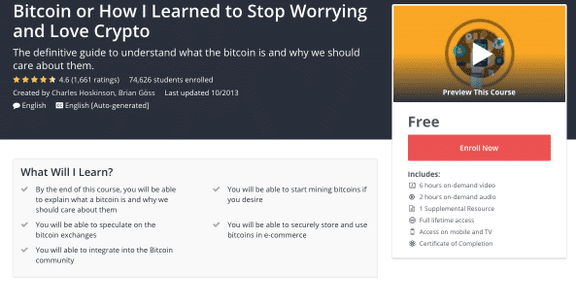 Bitcoin or How I Learned to Stop Worrying
and Love Crypto
The definitive guide to understand what the bitcoin is and why we should
care about them.
4.6 (1,661 ratings) 74,626 students enrolled
Created by Charles Hoskinson, Brian Göss Last updated 10/2013
English English [Auto-generated]
Preview This Course
Free
Enroll Now
Includes:
6 hours on-demand video
2 hours on-demand audio
1 Supplemental Resource
Full lifetime access
Access on mobile and TV
Certificate of Completion
What Will I Learn?
By the end of this course, you will be able
to explain what a bitcoin is and why we
should care about them
You will be able to speculate on the
bitcoin exchanges
You will able to integrate into the Bitcoin
community
You will be able to start mining bitcoins if
you desire
You will be able to securely store and use
bitcoins in e-commerce